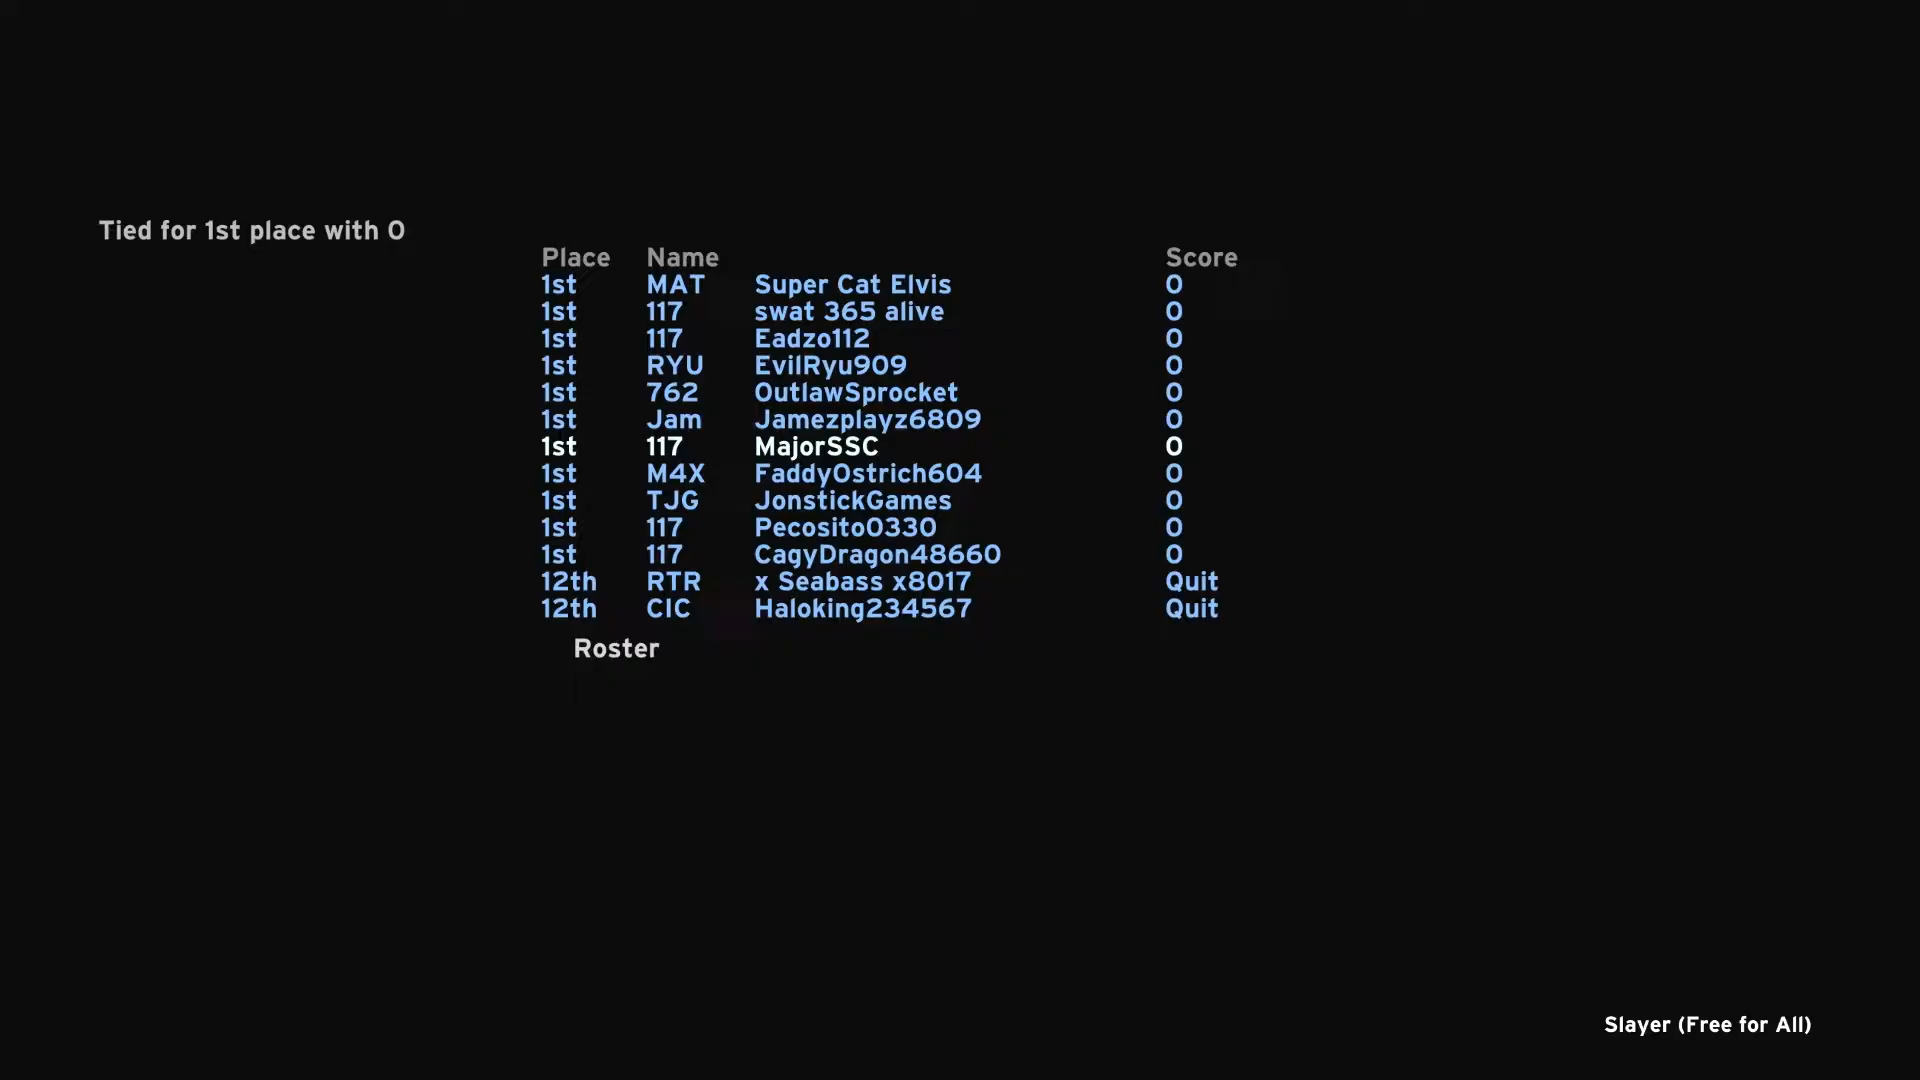 Tied for 1st place with 0
Place Name Score
1st MAT Super Cat Elvis 0
1st 117 swat 365 alive 0
1st 117 Eadzo112 0
1st RYU EvilRyu909 0
1st 762 OutlawSprocket 0
1st Jam Jamezplayz6809 0
1st 117 MajorSSC 0
1st M4X FaddyOstrich604 0
1st TJG JonstickGames 0
1st 117 Pecosito0330 0
1st 117 CagyDragon48660 0
12th RTR x Seabass x8017 Quit
12th CIC Haloking234567 Quit
Roster
Slayer (Free for All)